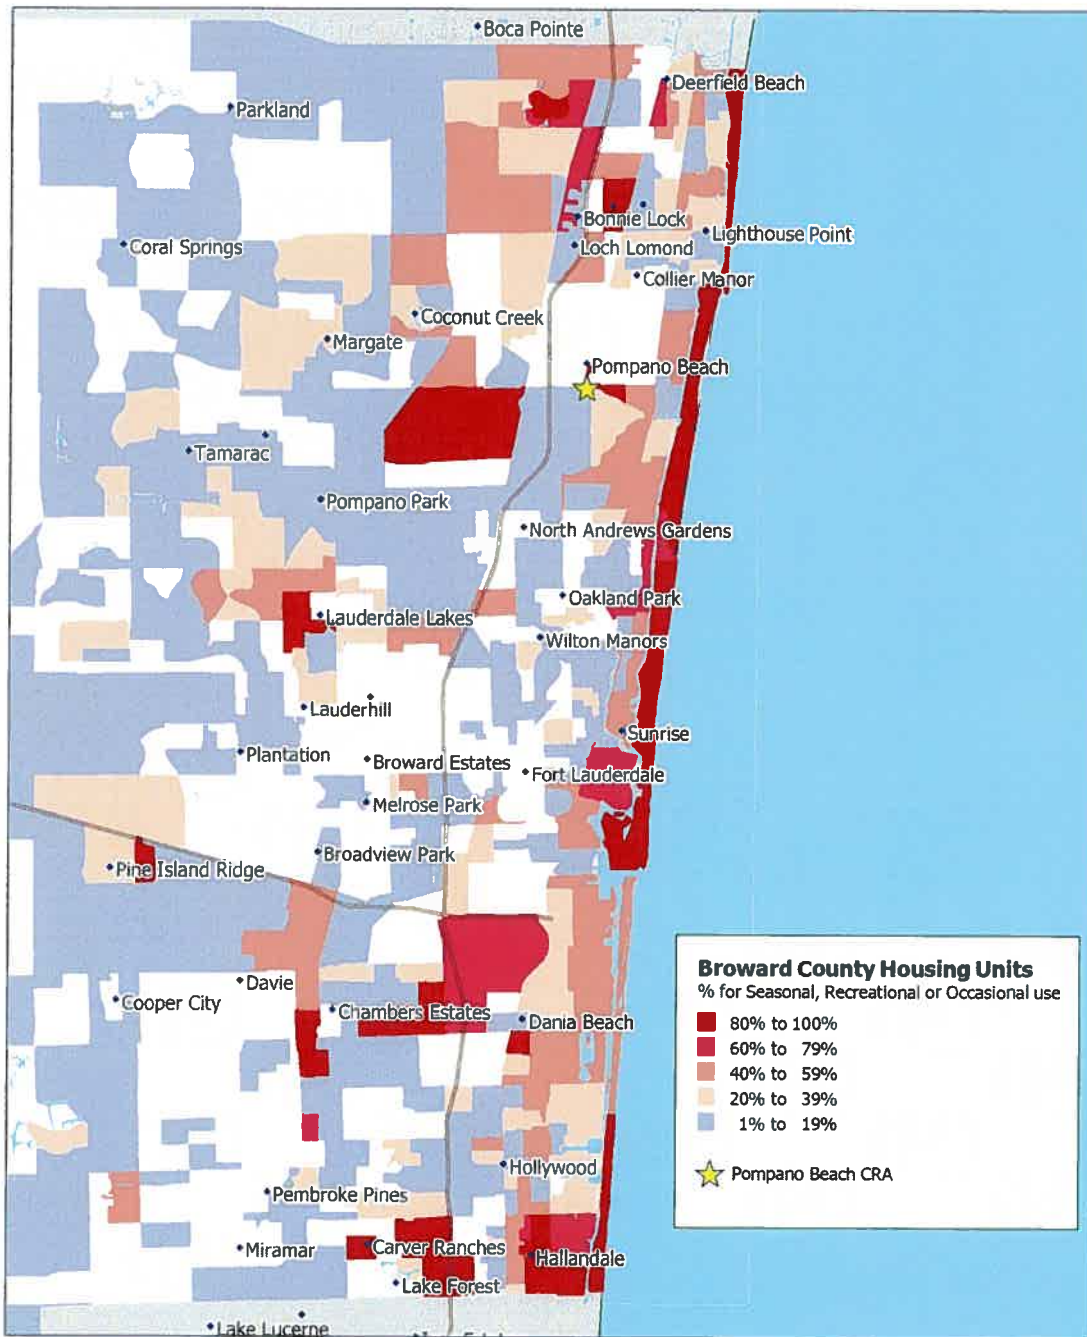 Boca Pointe
Deerfield Beach
Parkland
Bonnie Lock
Lighthouse Point
Coral Springs
Loch Lomond
Collier Manor
Coconut Creek
Margate
Pompano Beach
Tamarac
Pompano Park
North Andrews Gardens
Oakland Park
Lauderdale Lakes
Wilton Manors
Lauderhill
Sunrise
Plantation
Broward Estates
Fort Lauderdale
Melrose Park
Broadview Park
Pine Island Ridge
Davie
Cooper City
Chambers Estates
Dania Beach
Hollywood
Pembroke Pines
Miramar
Carver Ranches
Hallandale
Lake Forest
Lake Lucerne
Broward County Housing Units
% for Seasonal, Recreational or Occasional use
80% to 100%
60% to 79%
40% to 59%
20% to 39%
1% to 19%
Pompano Beach CRA